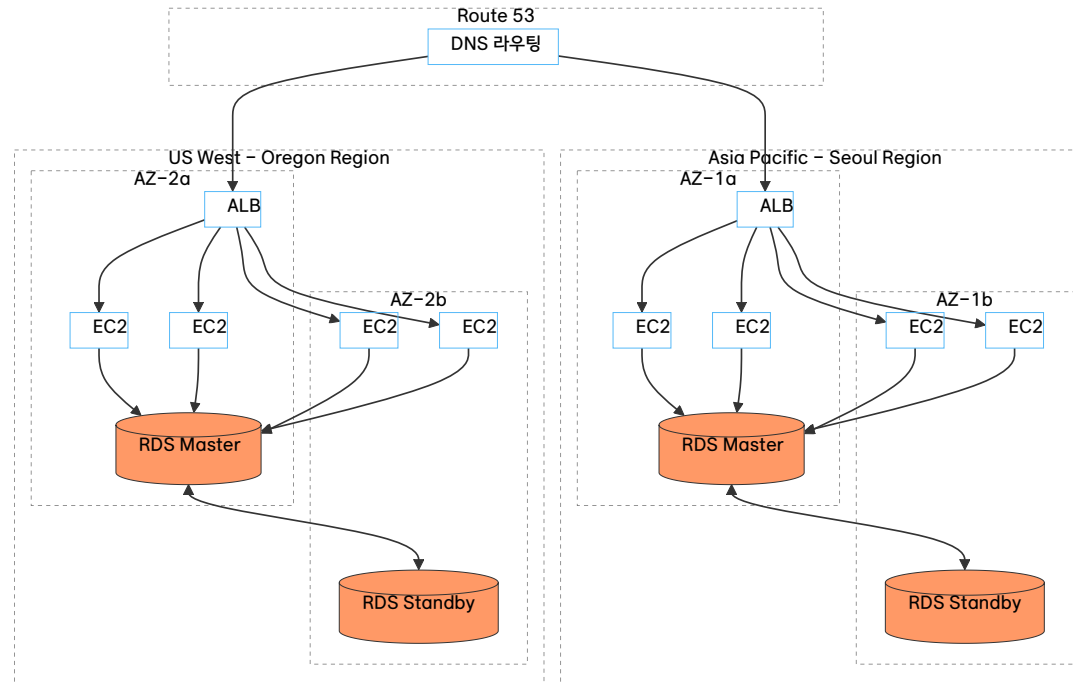 Route 53
DNS 라우팅
US West - Oregon Region
AZ-2a
ALB
EC2
EC2
AZ-2b
EC2
EC2
RDS Master
RDS Standby
Asia Pacific - Seoul Region
AZ-1a
ALB
EC2
EC2
AZ-1b
EC2
EC2
RDS Master
RDS Standby